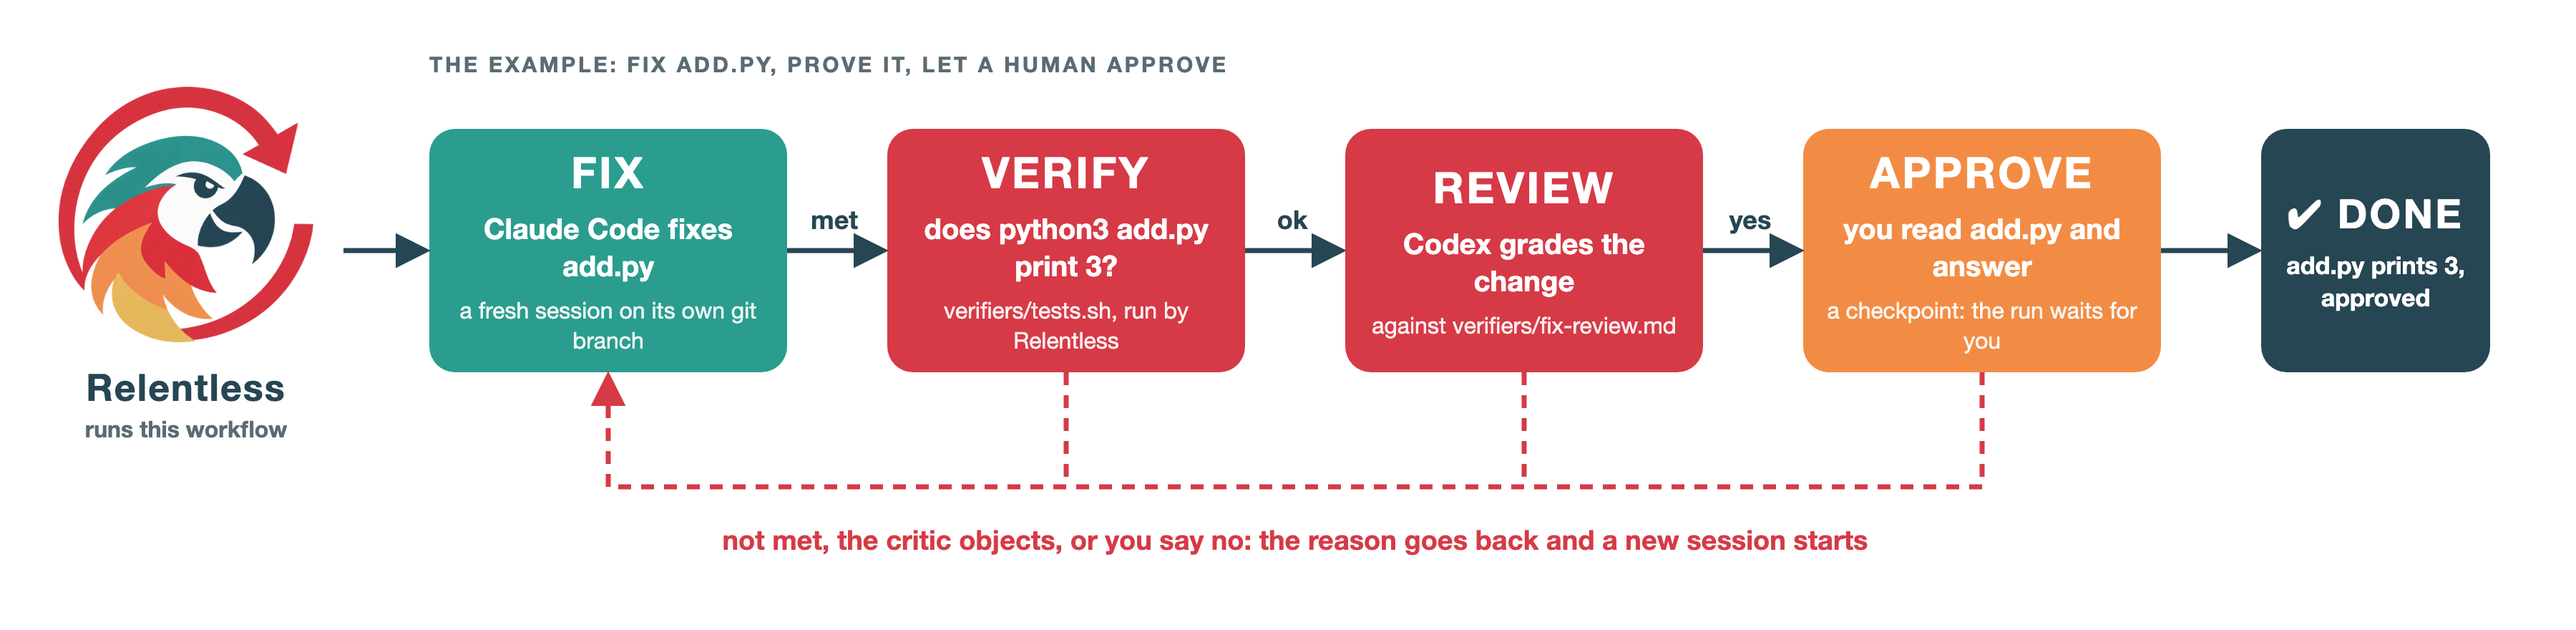 THE EXAMPLE: FIX ADD.PY, PROVE IT, LET A HUMAN APPROVE
Relentless
runs this workflow
FIX
Claude Code fixes
add.py
a fresh session on its own git
branch
met
VERIFY
does python3 add.py
print 3?
verifiers/tests.sh, run by
Relentless
ok
REVIEW
Codex grades the
change
against verifiers/fix-review.md
yes
APPROVE
you read add.py and
answer
a checkpoint: the run waits for
you
✔ DONE
add.py prints 3,
approved
not met, the critic objects, or you say no: the reason goes back and a new session starts